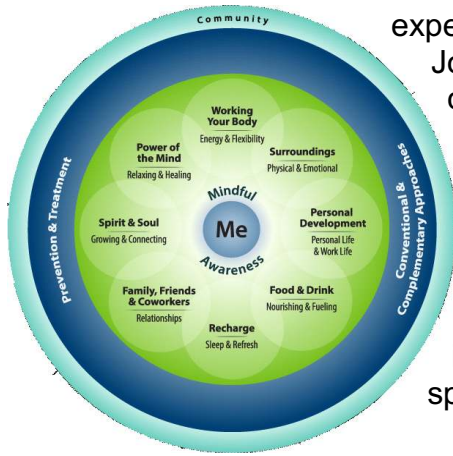 Community
Working
Your Body
Energy & Flexibility
Surroundings
Physical & Emotional
Personal
Development
Personal Life
& Work Life
Food & Drink
Nourishing & Fueling
Recharge
Sleep & Refresh
Family, Friends
& Coworkers
Relationships
Spirit & Soul
Growing & Connecting
Power of
the Mind
Relaxing & Healing
Mindful
Me
Awareness
Prevention & Treatment
Conventional &
Complementary Approaches
expe
Jo
sp